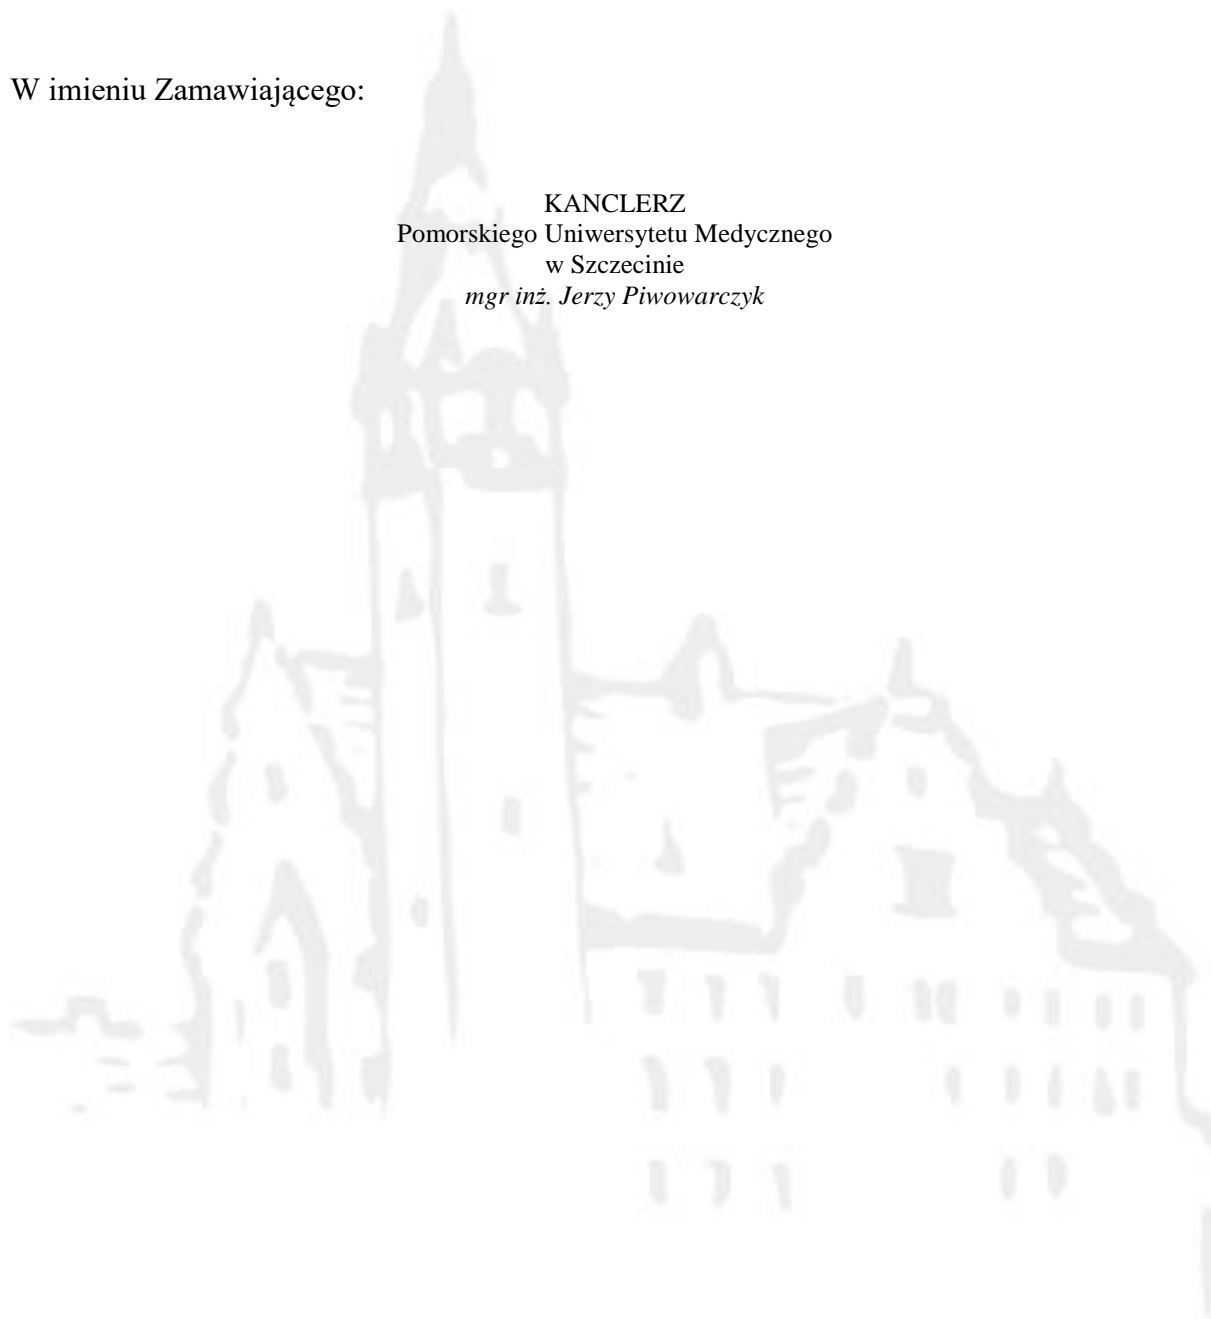 W imieniu Zamawiającego:
KANCLERZ
Pomorskiego Uniwersytetu Medycznego
w Szczecinie
mgr inż. Jerzy Piwowarczyk